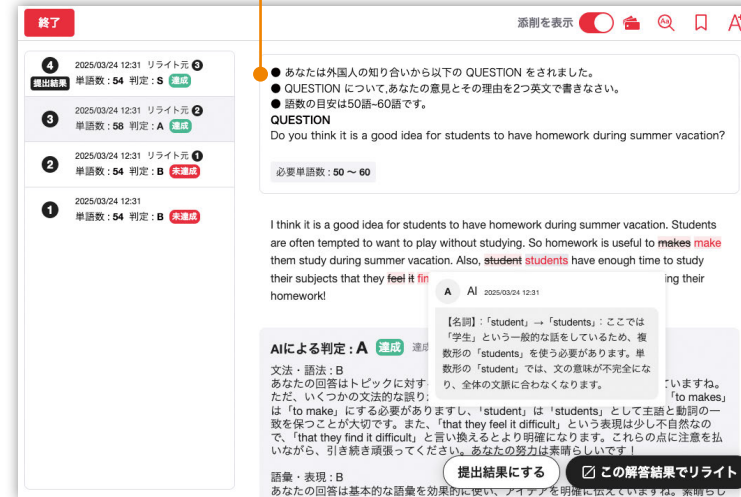 終了
添削を表示
4 2025/03/24 12:31 リライト元 3
提出結果 単語数 : 54 判定 : S 達成
3 2025/03/24 12:31 リライト元 2
単語数 : 58 判定 : A 達成
2 2025/03/24 12:31 リライト元 1
単語数 : 54 判定 : B 未達成
1 2025/03/24 12:31
単語数 : 54 判定 : B 未達成
● あなたは外国人の知り合いから以下の QUESTION をされました。
● QUESTION について,あなたの意見とその理由を2つ英文で書きなさい。
● 語数の目安は50語~60語です。
QUESTION
Do you think it is a good idea for students to have homework during summer vacation?
必要単語数 : 50 〜 60
I think it is a good idea for students to have homework during summer vacation. Students
are often tempted to want to play without studying. So homework is useful to makes make
them study during summer vacation. Also, student students have enough time to study
their subjects that they feel it fin ing their
homework!
A AI 2025/03/24 12:31
【名詞】:「student」→「students」: ここでは
「学生」という一般的な話をしているため、複
数形の「students」を使う必要があります。単
数形の「student」では、文の意味が不完全にな
り、全体の文脈に合わなくなります。
AIによる判定 : A 達成 達成
文法・語法 : B
あなたの回答はトピックに対す ていますね。
ただ、いくつかの文法的な誤り 「to makes」
は「to make」にする必要がありますし、「student」は「students」として主語と動詞の一
致を保つことが大切です。また、「that they feel it difficult」という表現は少し不自然なの
で、「that they find it difficult」と言い換えるとより明確になります。これらの点に注意を払
いながら、引き続き頑張ってください。あなたの努力は素晴らしいです！
語彙・表現 : B
あなたの回答は基本的な語彙を効果的に使い、アイデアを明確に伝えていますね。素晴らし
提出結果にする
この解答結果でリライト